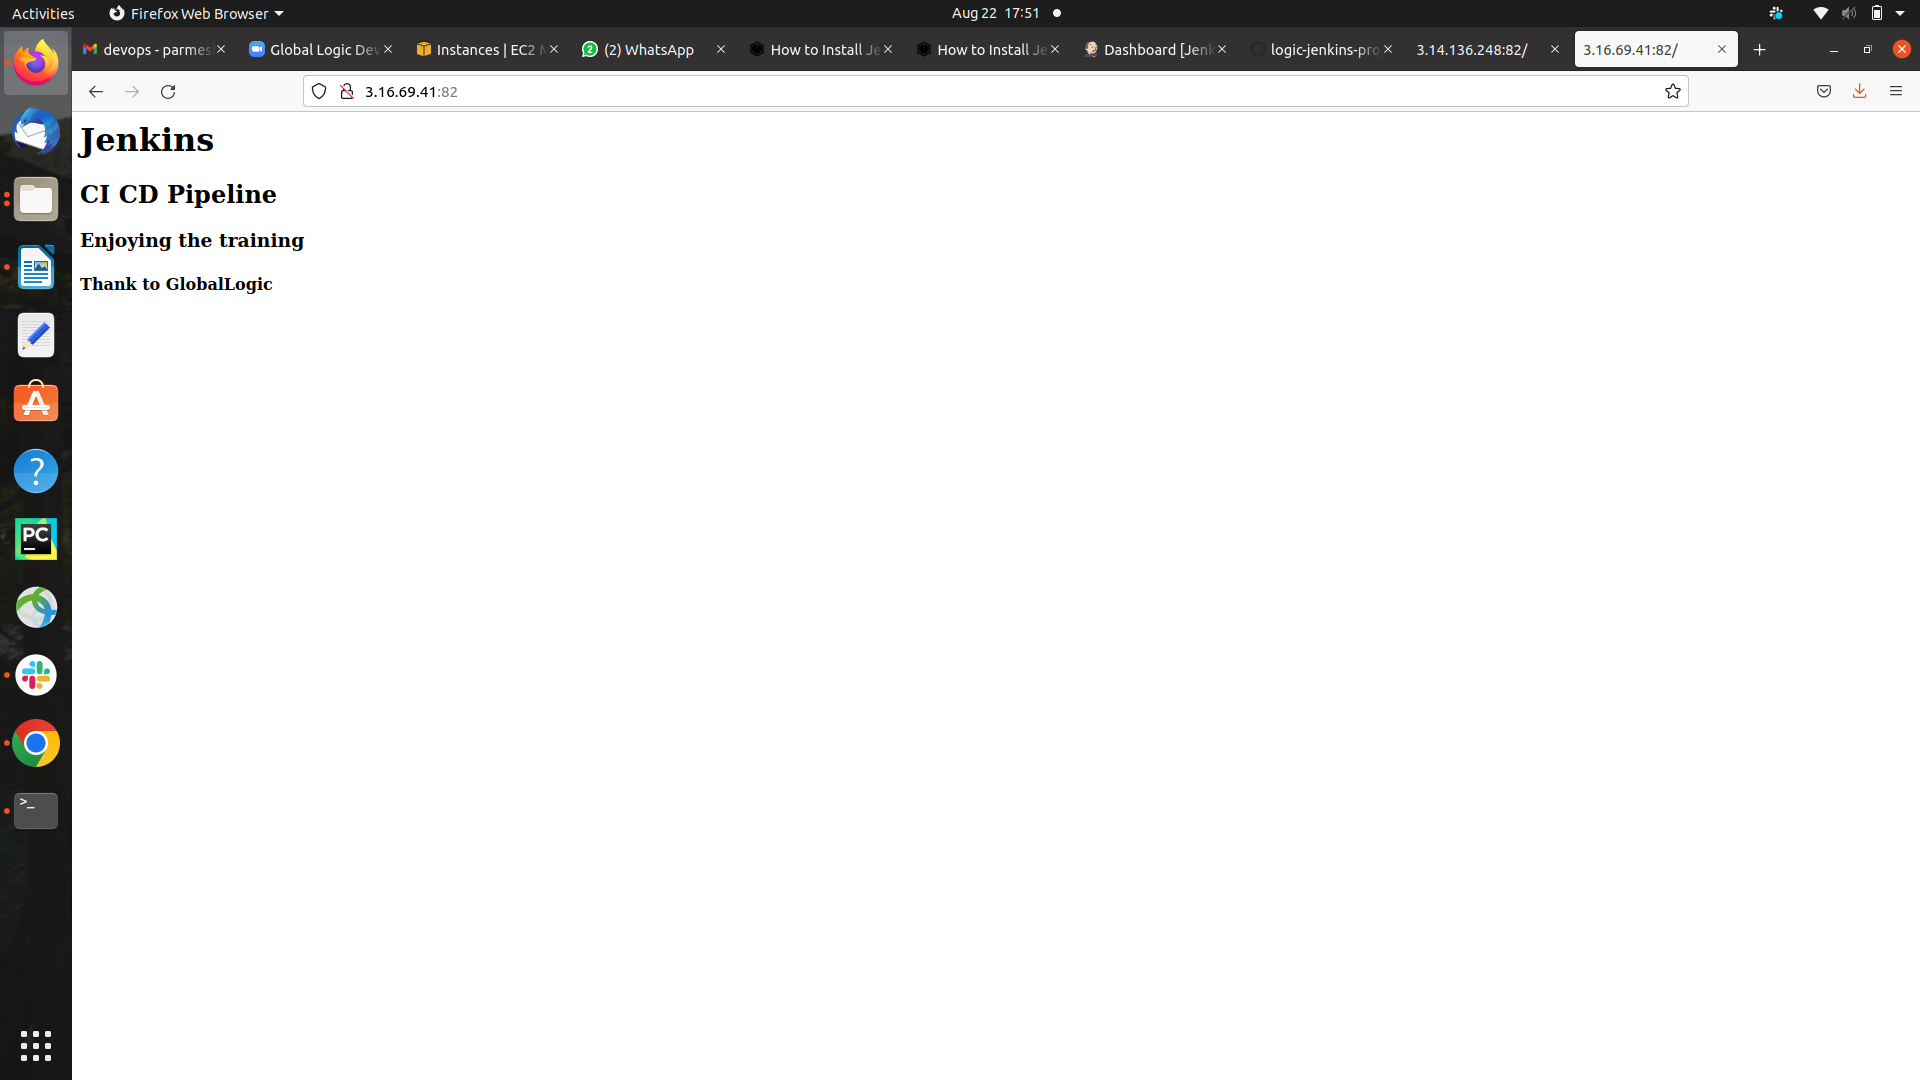 Activities Firefox Web Browser Aug 22 17:51
devops - parmes Global Logic Dev Instances | EC2 M (2) WhatsApp How to Install Je How to Install Je Dashboard [Jenk logic-jenkins-pro 3.14.136.248:82/ 3.16.69.41:82/
3.16.69.41:82
Jenkins
CI CD Pipeline
Enjoying the training
Thank to GlobalLogic
PC